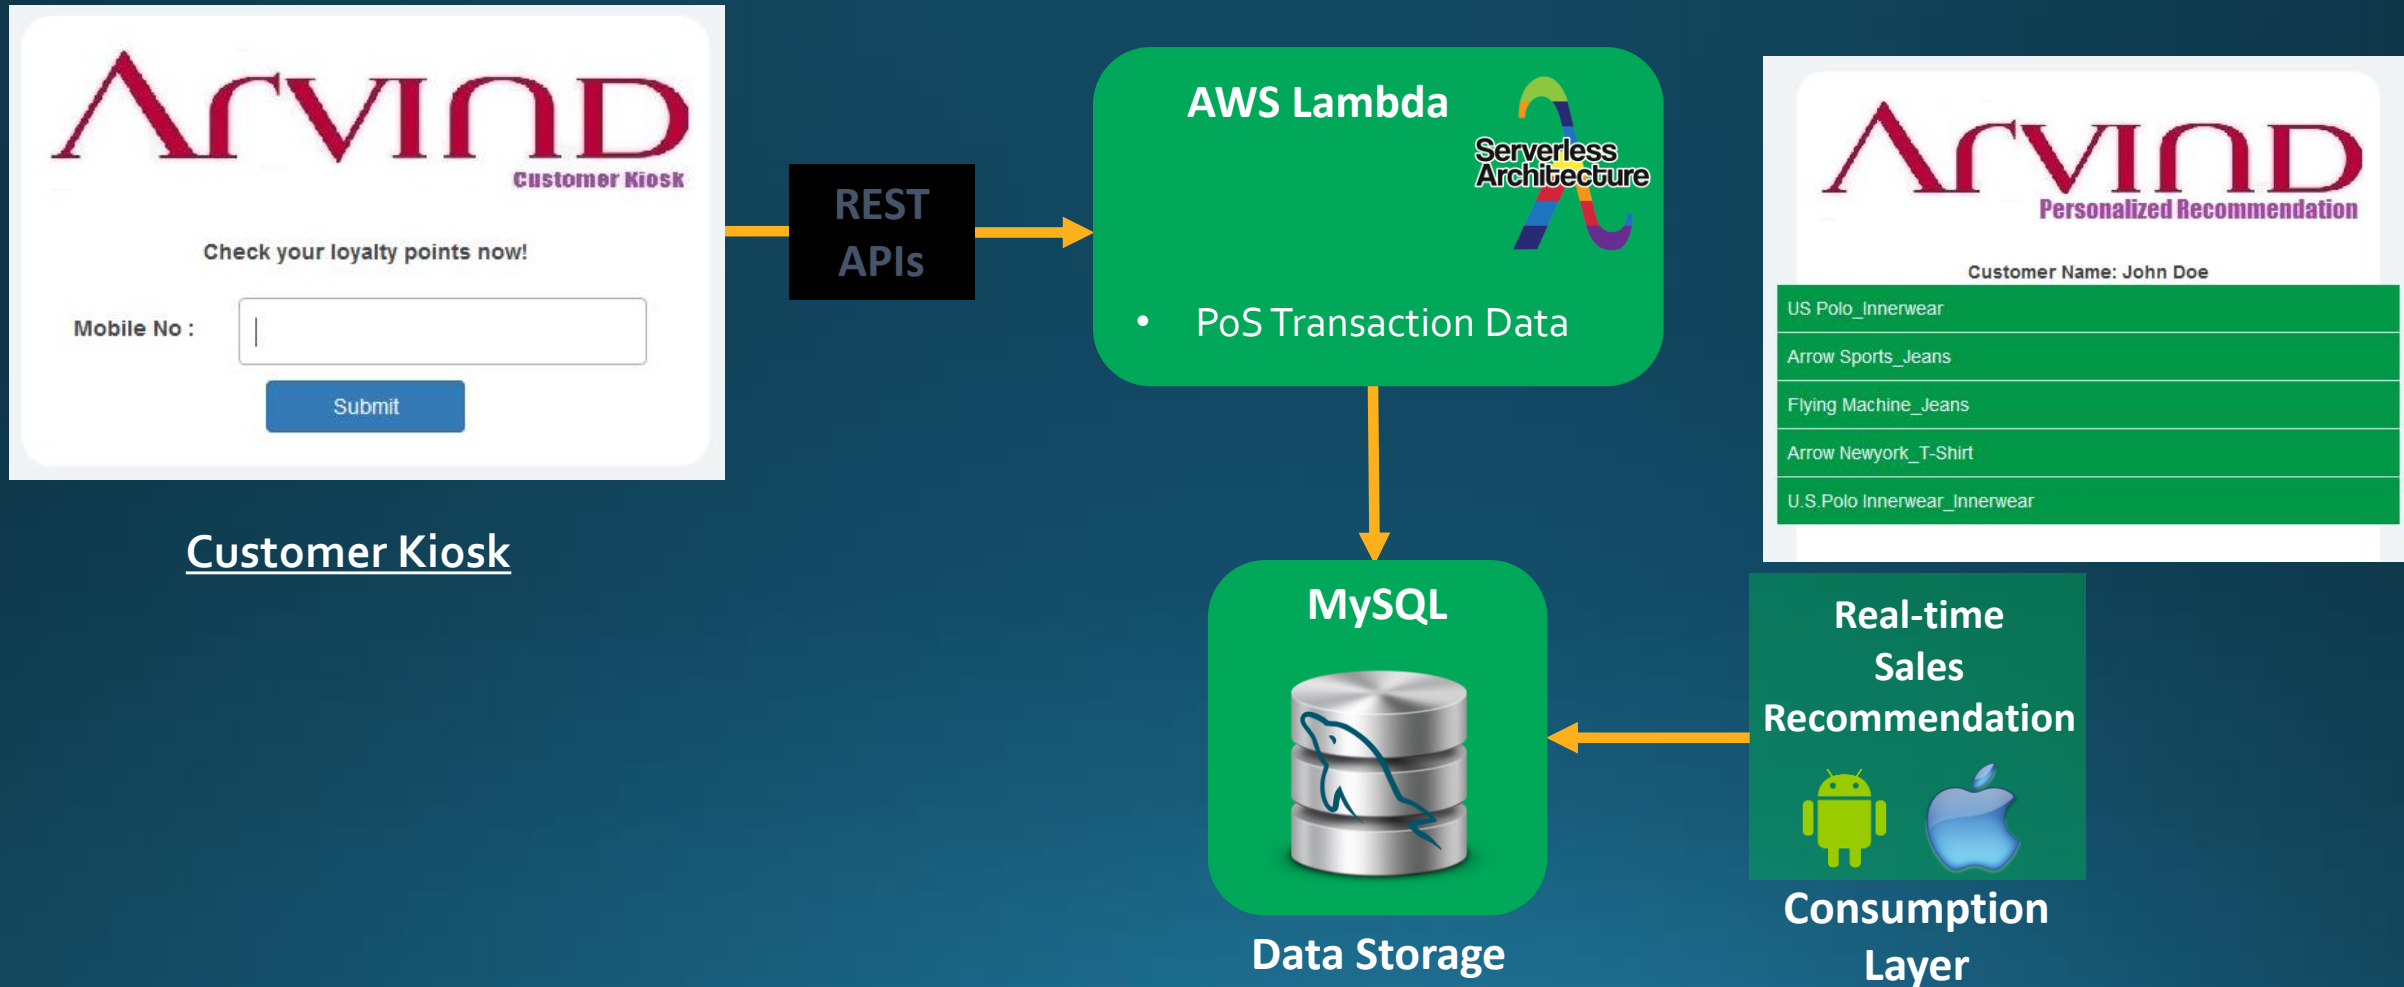 ARVIND
Customer Kiosk
Check your loyalty points now!
Mobile No :
Submit
Customer Kiosk
REST
APIs
AWS Lambda
Serverless
Architecture
• PoS Transaction Data
MySQL
Data Storage
ARVIND
Personalized Recommendation
Customer Name: John Doe
US Polo_Innerwear
Arrow Sports_Jeans
Flying Machine_Jeans
Arrow Newyork_T-Shirt
U.S.Polo Innerwear_Innerwear
Real-time
Sales
Recommendation
Consumption
Layer